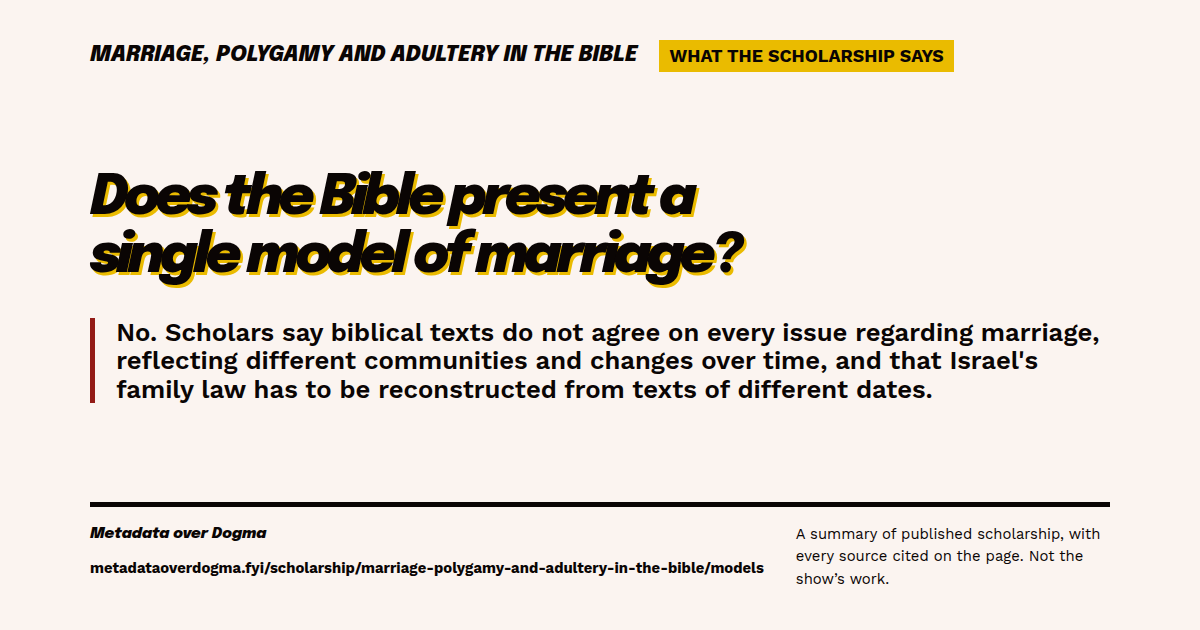 MARRIAGE, POLYGAMY AND ADULTERY IN THE BIBLE
WHAT THE SCHOLARSHIP SAYS
Does the Bible present a
single model of marriage?
No. Scholars say biblical texts do not agree on every issue regarding marriage,
reflecting different communities and changes over time, and that Israel's
family law has to be reconstructed from texts of different dates.
Metadata over Dogma
metadataoverdogma.fyi/scholarship/marriage-polygamy-and-adultery-in-the-bible/models
A summary of published scholarship, with
every source cited on the page. Not the
show’s work.